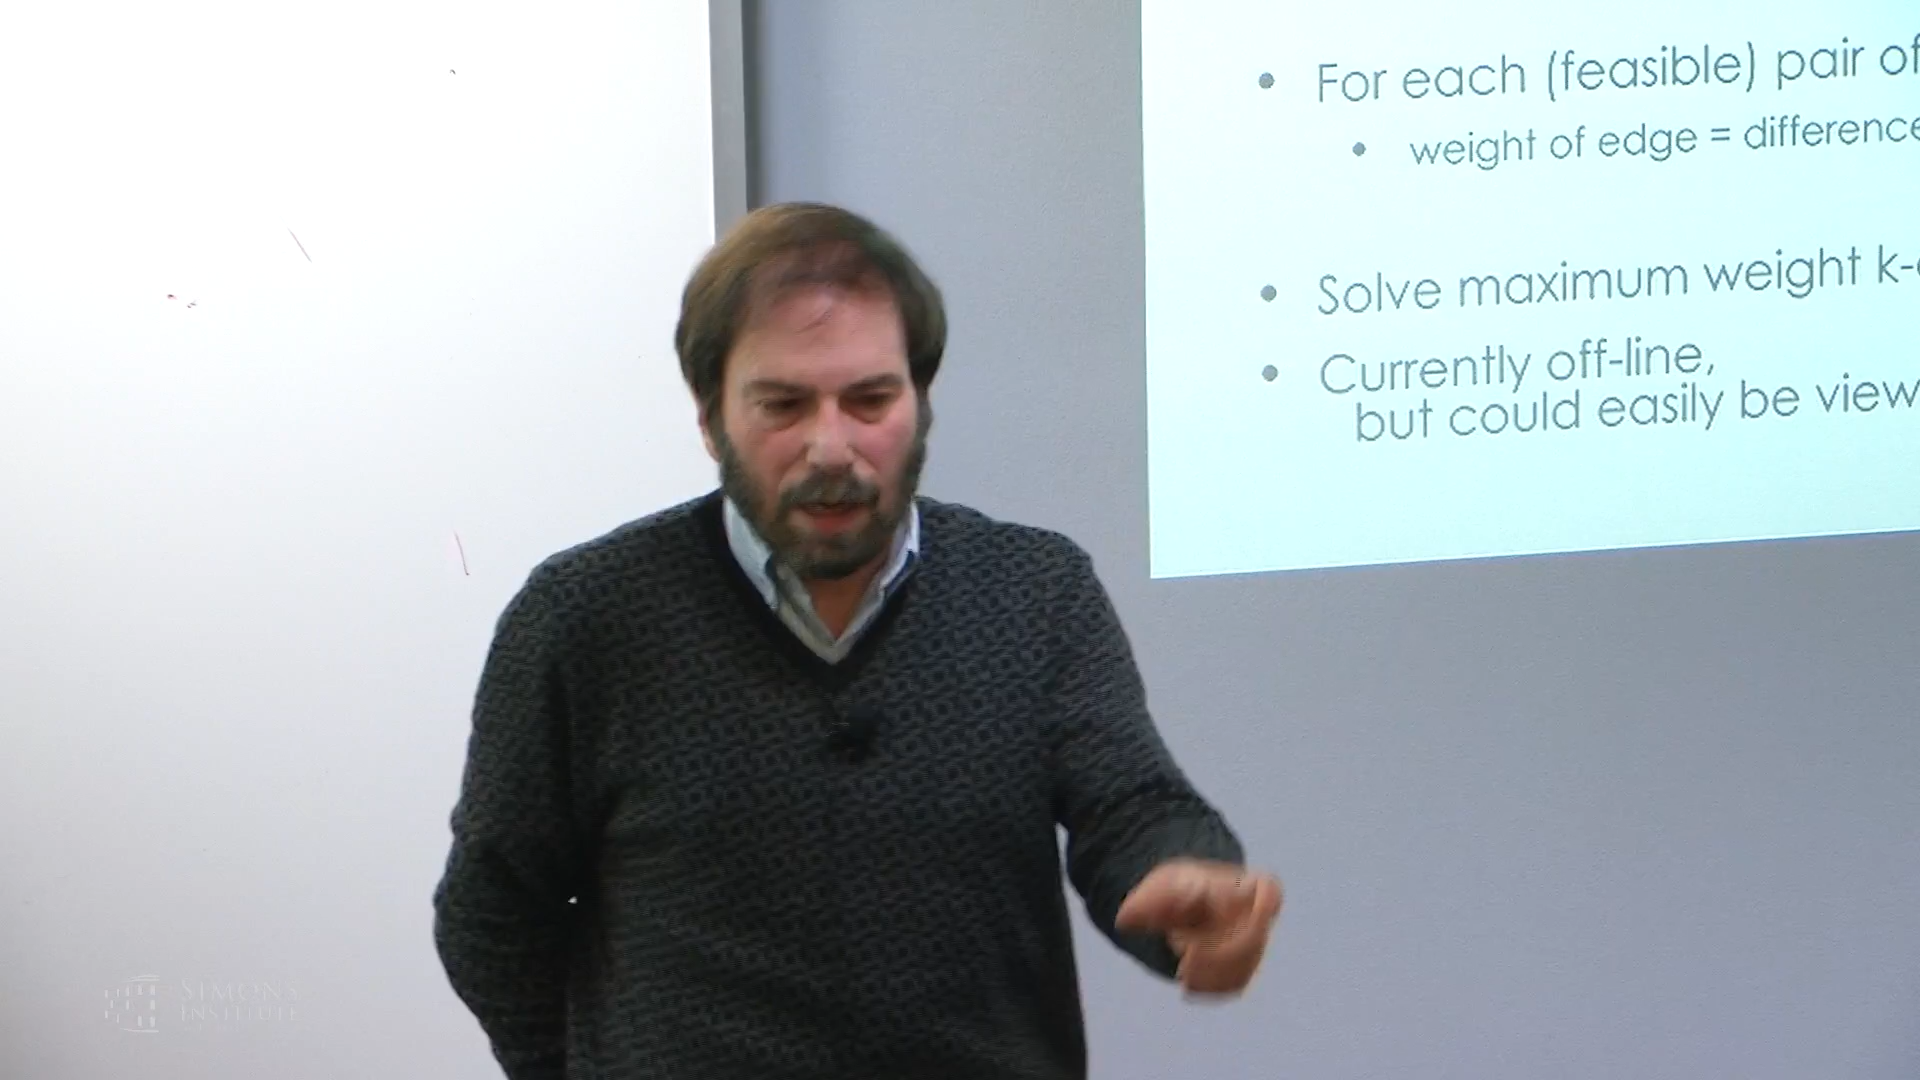 For each (feasible) pair of
weight of edge = difference
Solve maximum weight k-
Currently off-line,
but could easily be view
SIMONS
INSTITUTE